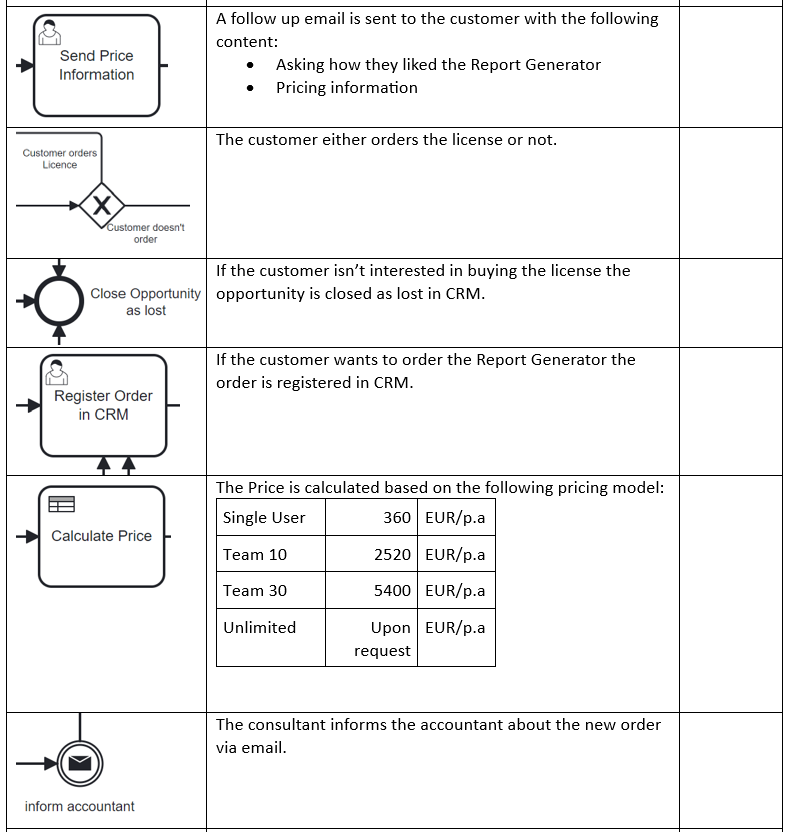 Send Price
Information
A follow up email is sent to the customer with the following
content:
• Asking how they liked the Report Generator
• Pricing information
Customer orders
Licence
X
Customer doesn't
order
The customer either orders the license or not.
Close Opportunity
as lost
If the customer isn’t interested in buying the license the
opportunity is closed as lost in CRM.
Register Order
in CRM
If the customer wants to order the Report Generator the
order is registered in CRM.
Calculate Price
The Price is calculated based on the following pricing model:
Single User 360 EUR/p.a
Team 10 2520 EUR/p.a
Team 30 5400 EUR/p.a
Unlimited Upon EUR/p.a
request
inform accountant
The consultant informs the accountant about the new order
via email.